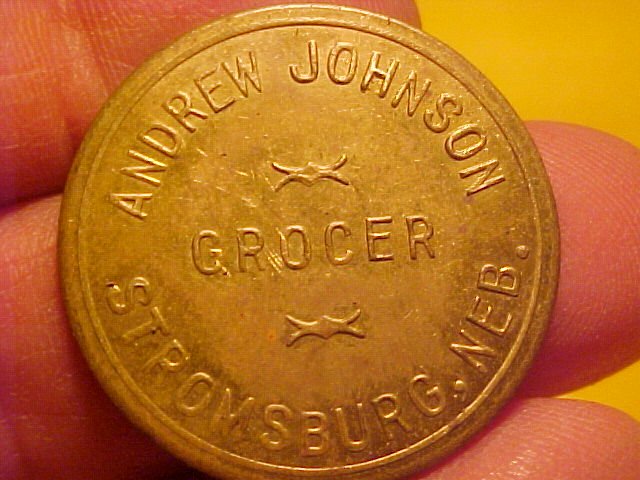 ANDREW JOHNSON
GROCER
STROMSBURG, NEB.